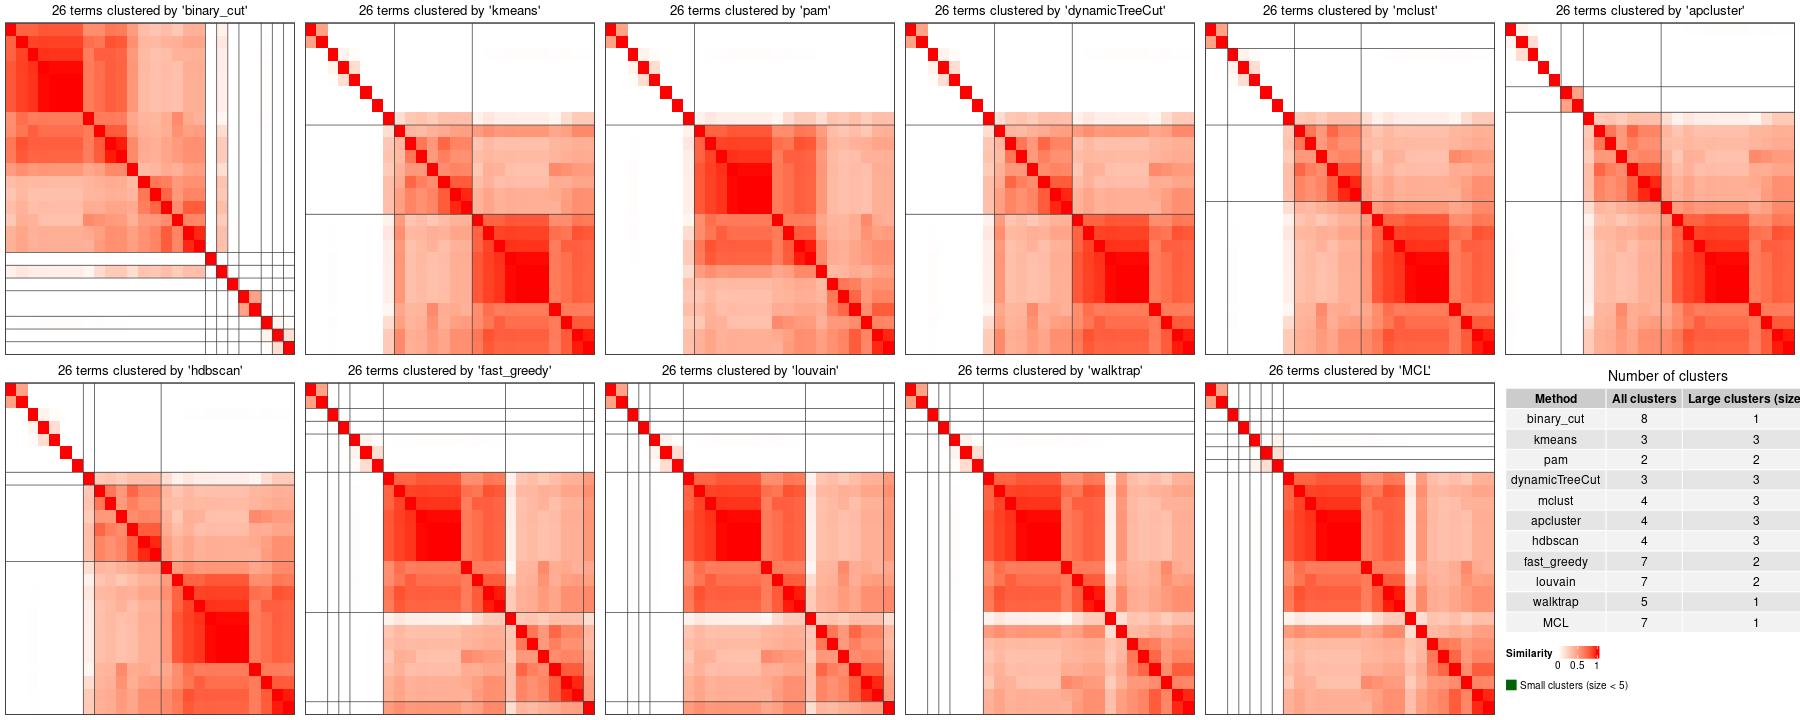 26 terms clustered by 'binary_cut'
26 terms clustered by 'kmeans'
26 terms clustered by 'pam'
26 terms clustered by 'dynamicTreeCut'
26 terms clustered by 'mclust'
26 terms clustered by 'apcluster'
26 terms clustered by 'hdbscan'
26 terms clustered by 'fast_greedy'
26 terms clustered by 'louvain'
26 terms clustered by 'walktrap'
26 terms clustered by 'MCL'
Number of clusters
Method All clusters Large clusters (size
binary_cut 8 1
kmeans 3 3
pam 2 2
dynamicTreeCut 3 3
mclust 4 3
apcluster 4 3
hdbscan 4 3
fast_greedy 7 2
louvain 7 2
walktrap 5 1
MCL 7 1
Similarity
0 0.5 1
Small clusters (size < 5)